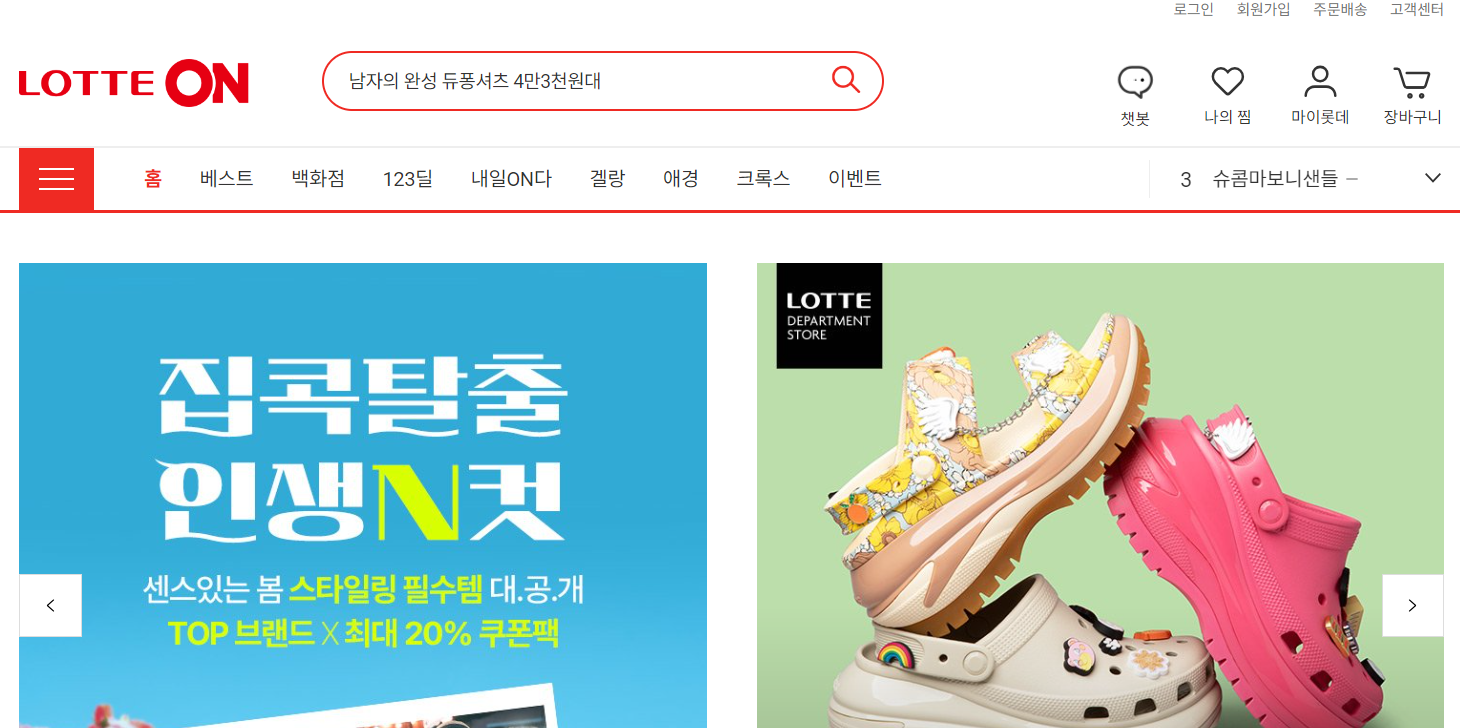 로그인 회원가입 주문배송 고객센터
LOTTE ON
남자의 완성 듀퐁셔츠 4만3천원대
챗봇 나의 찜 마이롯데 장바구니
홈 베스트 백화점 123딜 내일ON다 겔랑 애경 크록스 이벤트
3 슈콤마보니샌들 –
집콕탈출
인생N컷
센스있는 봄 스타일링 필수템 대.공.개
TOP 브랜드 X 최대 20% 쿠폰팩
LOTTE
DEPARTMENT
STORE